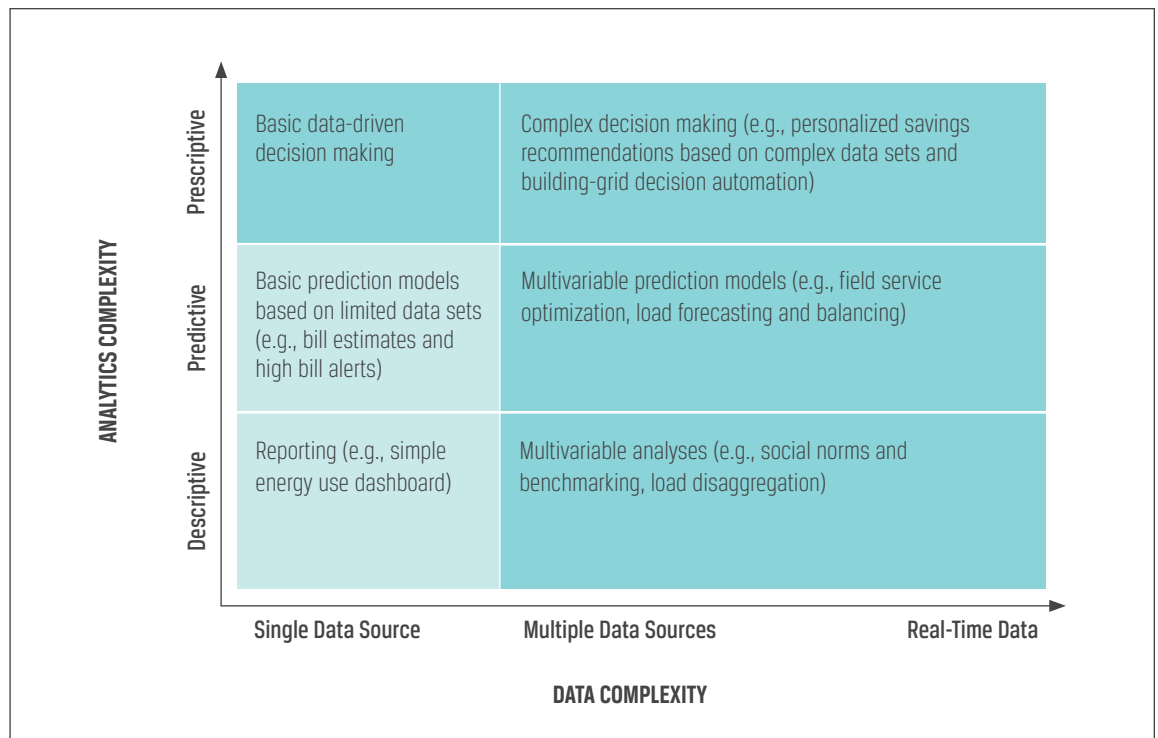 ANALYTICS COMPLEXITY
Prescriptive
Basic data-driven
decision making
Complex decision making (e.g., personalized savings
recommendations based on complex data sets and
building-grid decision automation)
Predictive
Basic prediction models
based on limited data sets
(e.g., bill estimates and
high bill alerts)
Multivariable prediction models (e.g., field service
optimization, load forecasting and balancing)
Descriptive
Reporting (e.g., simple
energy use dashboard)
Multivariable analyses (e.g., social norms and
benchmarking, load disaggregation)
Single Data Source
Multiple Data Sources
Real-Time Data
DATA COMPLEXITY